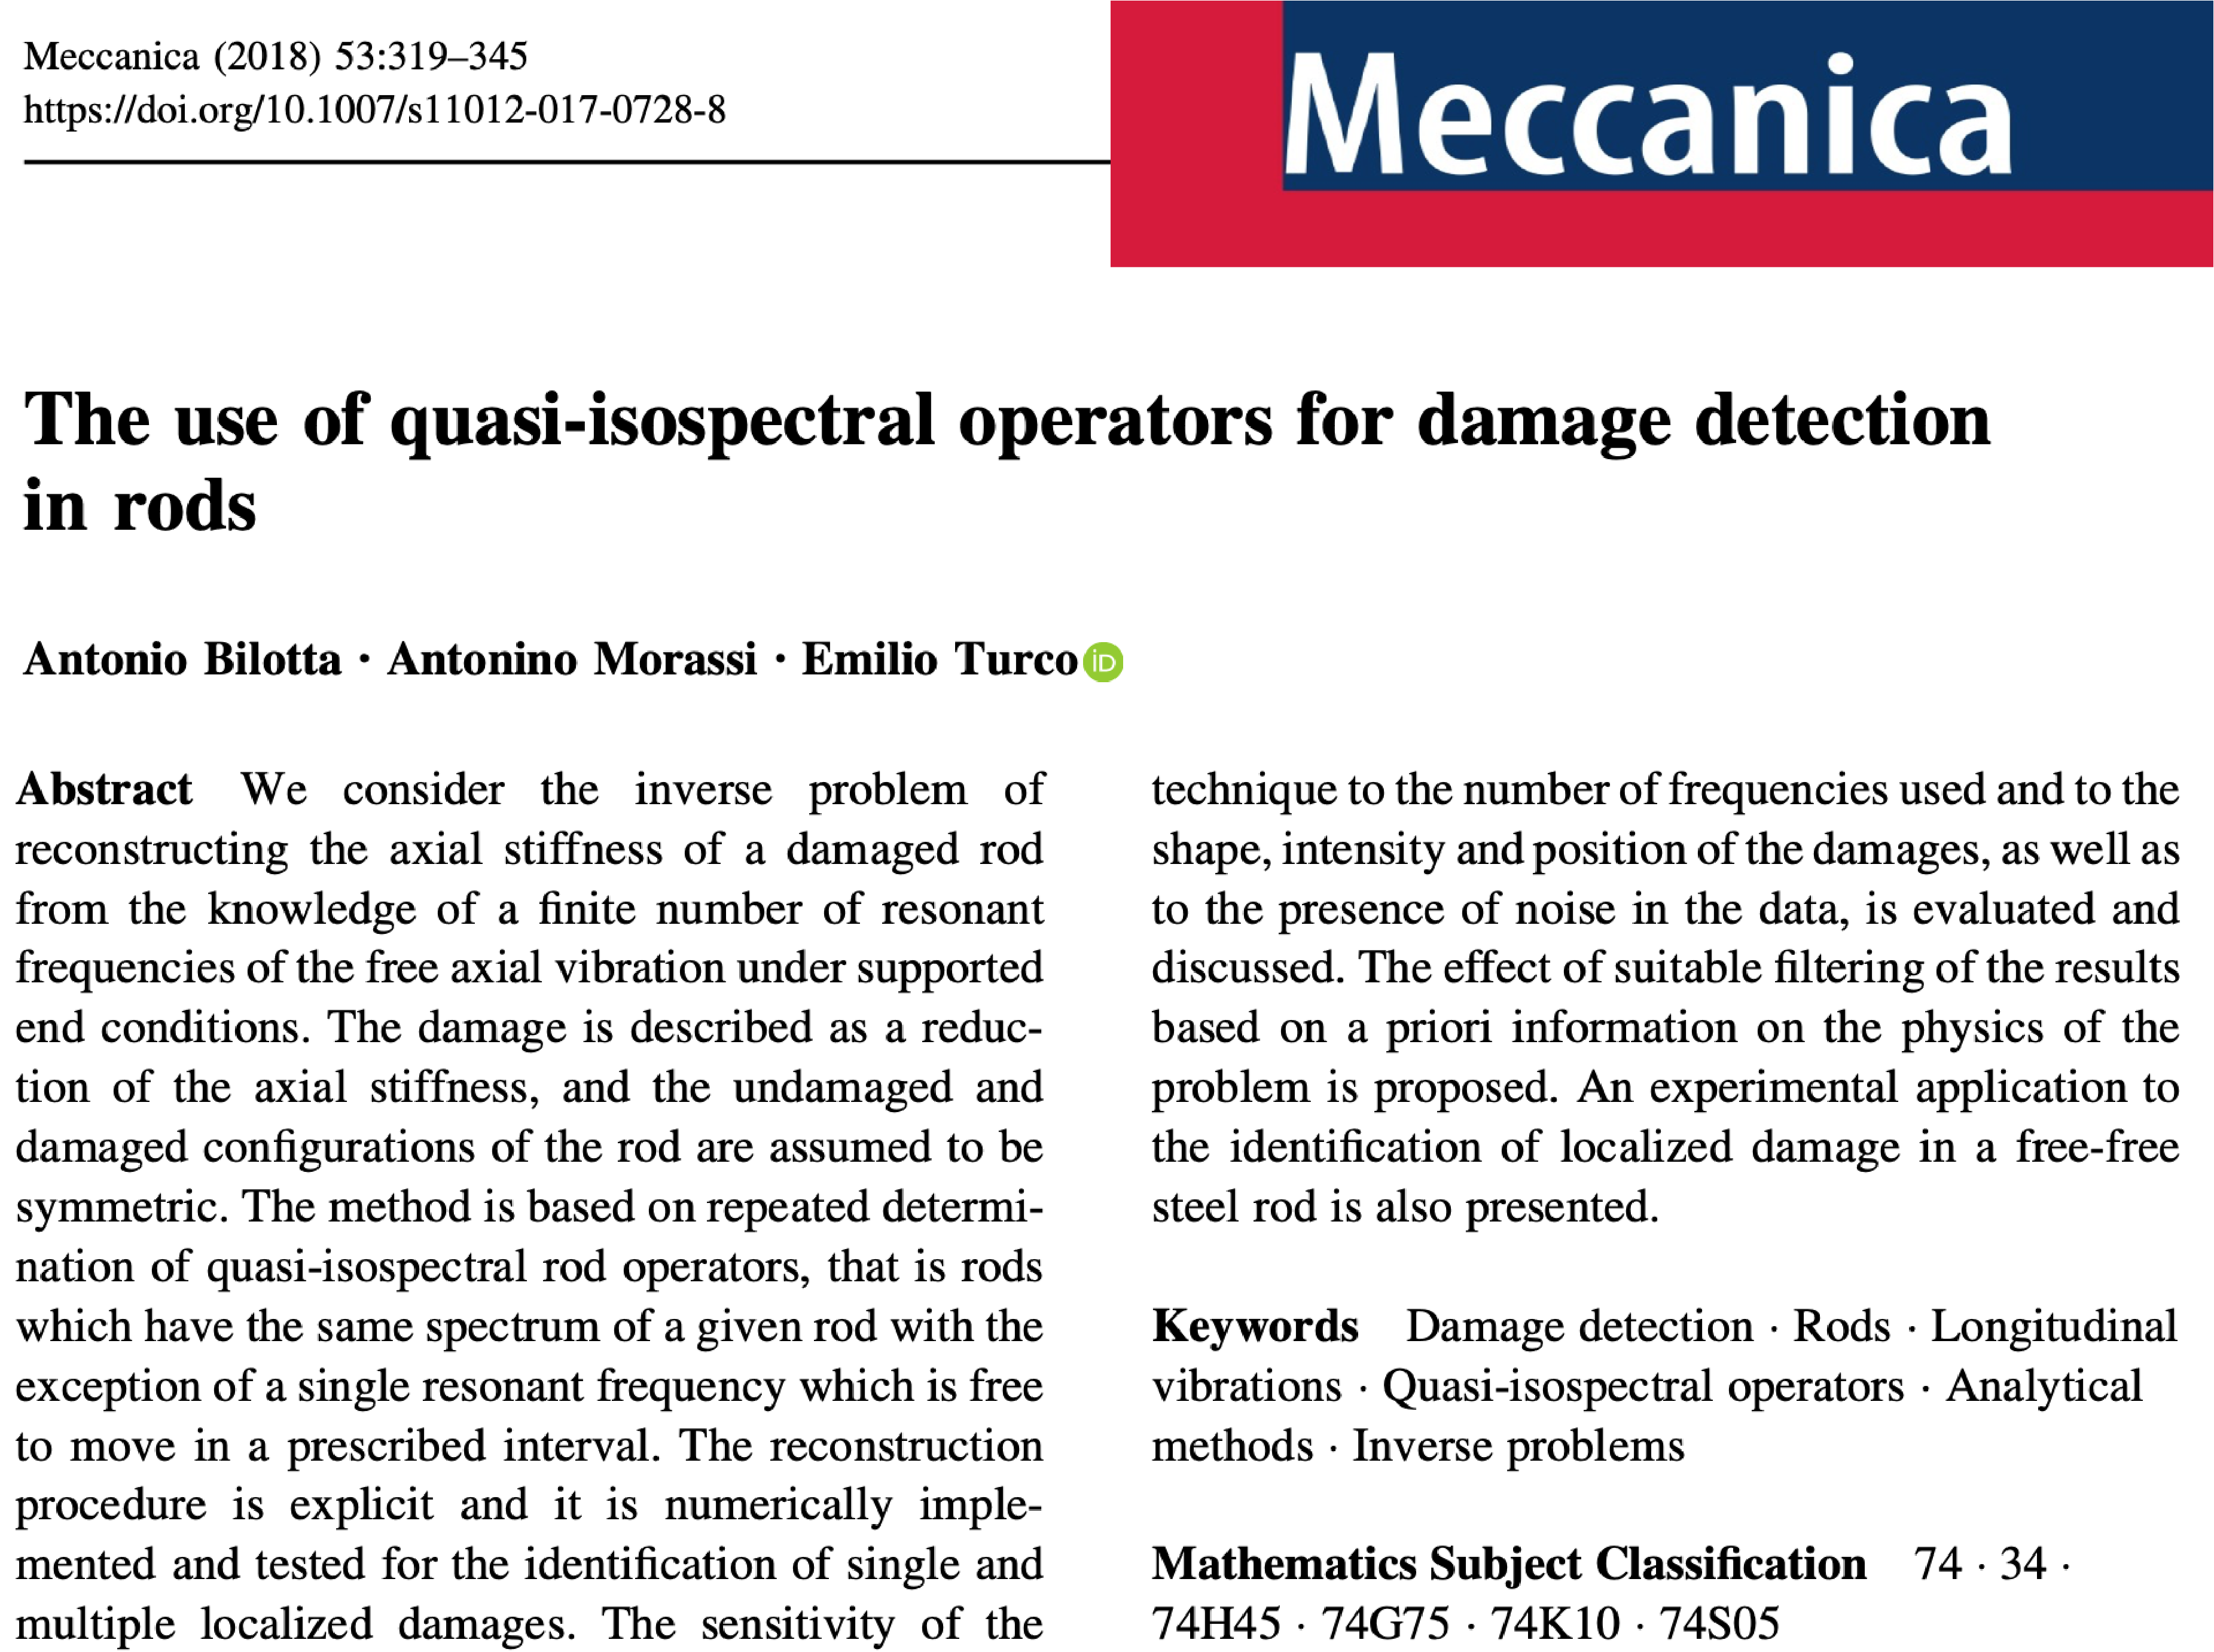 Meccanica (2018) 53:319–345
https://doi.org/10.1007/s11012-017-0728-8
Meccanica
The use of quasi-isospectral operators for damage detection
in rods
Antonio Bilotta · Antonino Morassi · Emilio Turco iD
Abstract We consider the inverse problem of
reconstructing the axial stiffness of a damaged rod
from the knowledge of a finite number of resonant
frequencies of the free axial vibration under supported
end conditions. The damage is described as a reduc-
tion of the axial stiffness, and the undamaged and
damaged configurations of the rod are assumed to be
symmetric. The method is based on repeated determi-
nation of quasi-isospectral rod operators, that is rods
which have the same spectrum of a given rod with the
exception of a single resonant frequency which is free
to move in a prescribed interval. The reconstruction
procedure is explicit and it is numerically imple-
mented and tested for the identification of single and
multiple localized damages. The sensitivity of the
technique to the number of frequencies used and to the
shape, intensity and position of the damages, as well as
to the presence of noise in the data, is evaluated and
discussed. The effect of suitable filtering of the results
based on a priori information on the physics of the
problem is proposed. An experimental application to
the identification of localized damage in a free-free
steel rod is also presented.
Keywords Damage detection · Rods · Longitudinal
vibrations · Quasi-isospectral operators · Analytical
methods · Inverse problems
Mathematics Subject Classification 74 · 34 ·
74H45 · 74G75 · 74K10 · 74S05